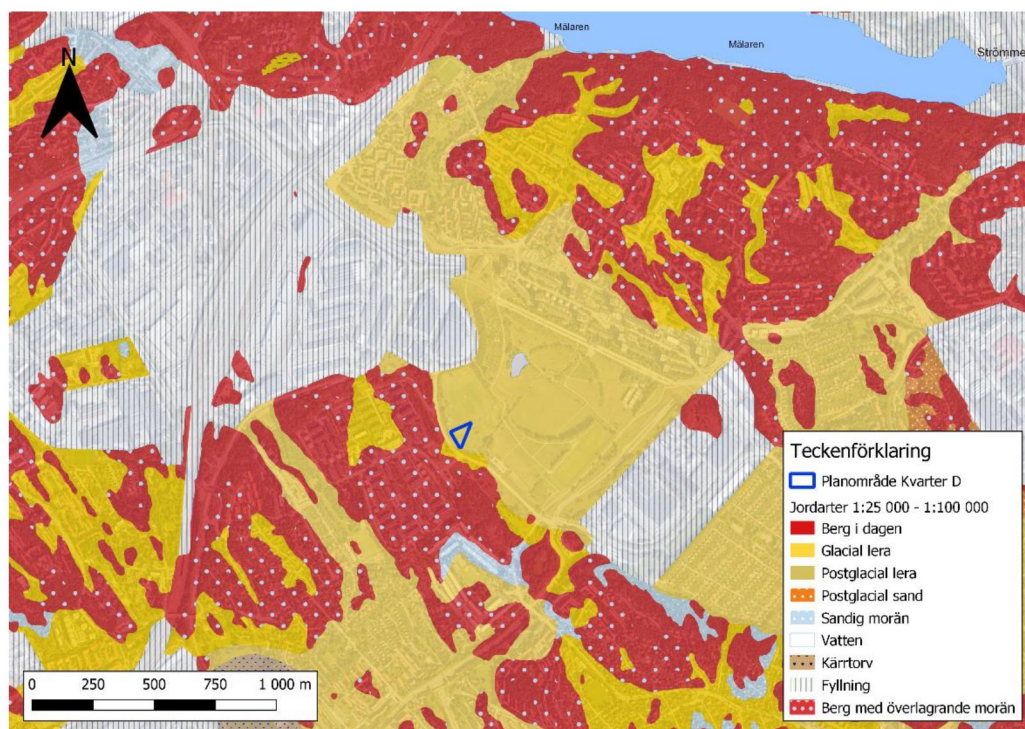 Mälaren
Mälaren
Strömme
N
Teckenförklaring
Planområde Kvarter D
Jordarter 1:25 000 - 1:100 000
Berg i dagen
Glacial lera
Postglacial lera
Postglacial sand
Sandig morän
Vatten
Kärrtorv
Fyllning
Berg med överlagrande morän
0 250 500 750 1 000 m